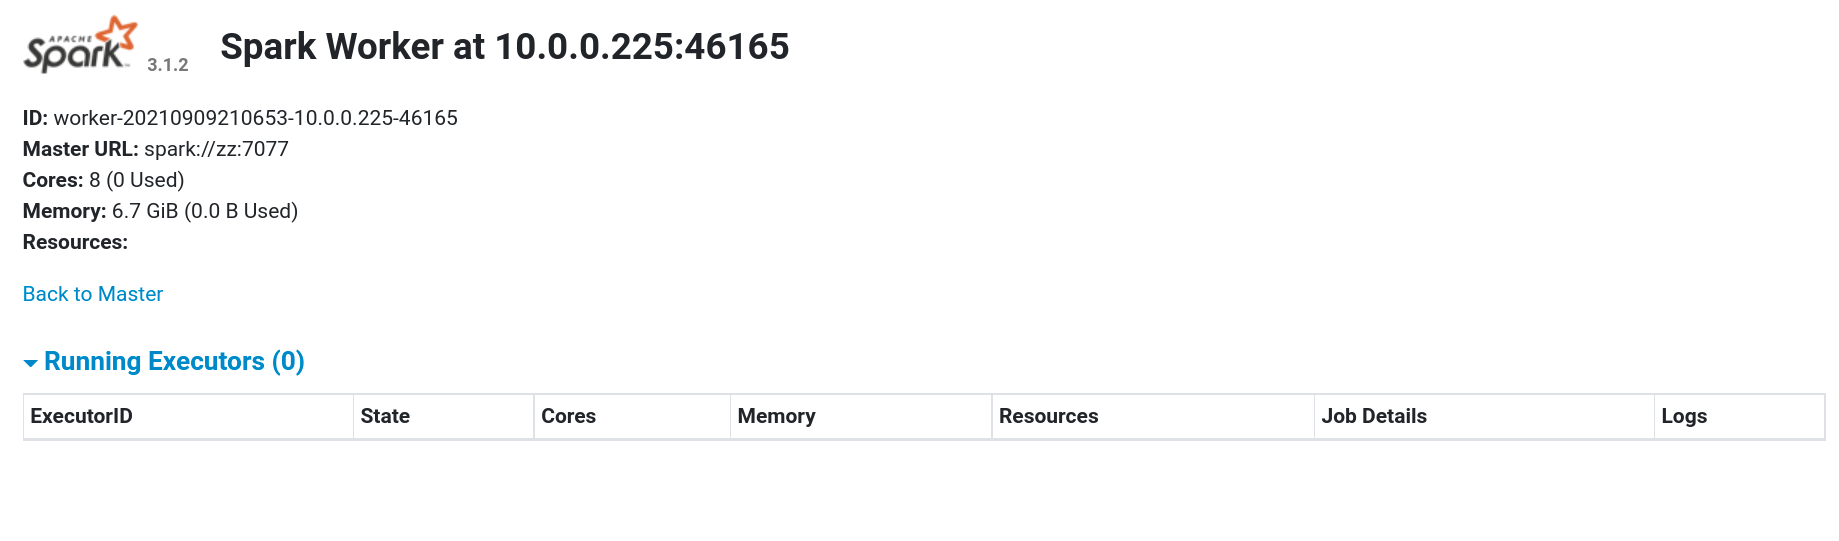 APACHE
Spark 3.1.2 Spark Worker at 10.0.0.225:46165
ID: worker-20210909210653-10.0.0.225-46165
Master URL: spark://zz:7077
Cores: 8 (0 Used)
Memory: 6.7 GiB (0.0 B Used)
Resources:
Back to Master
Running Executors (0)
ExecutorID State Cores Memory Resources Job Details Logs